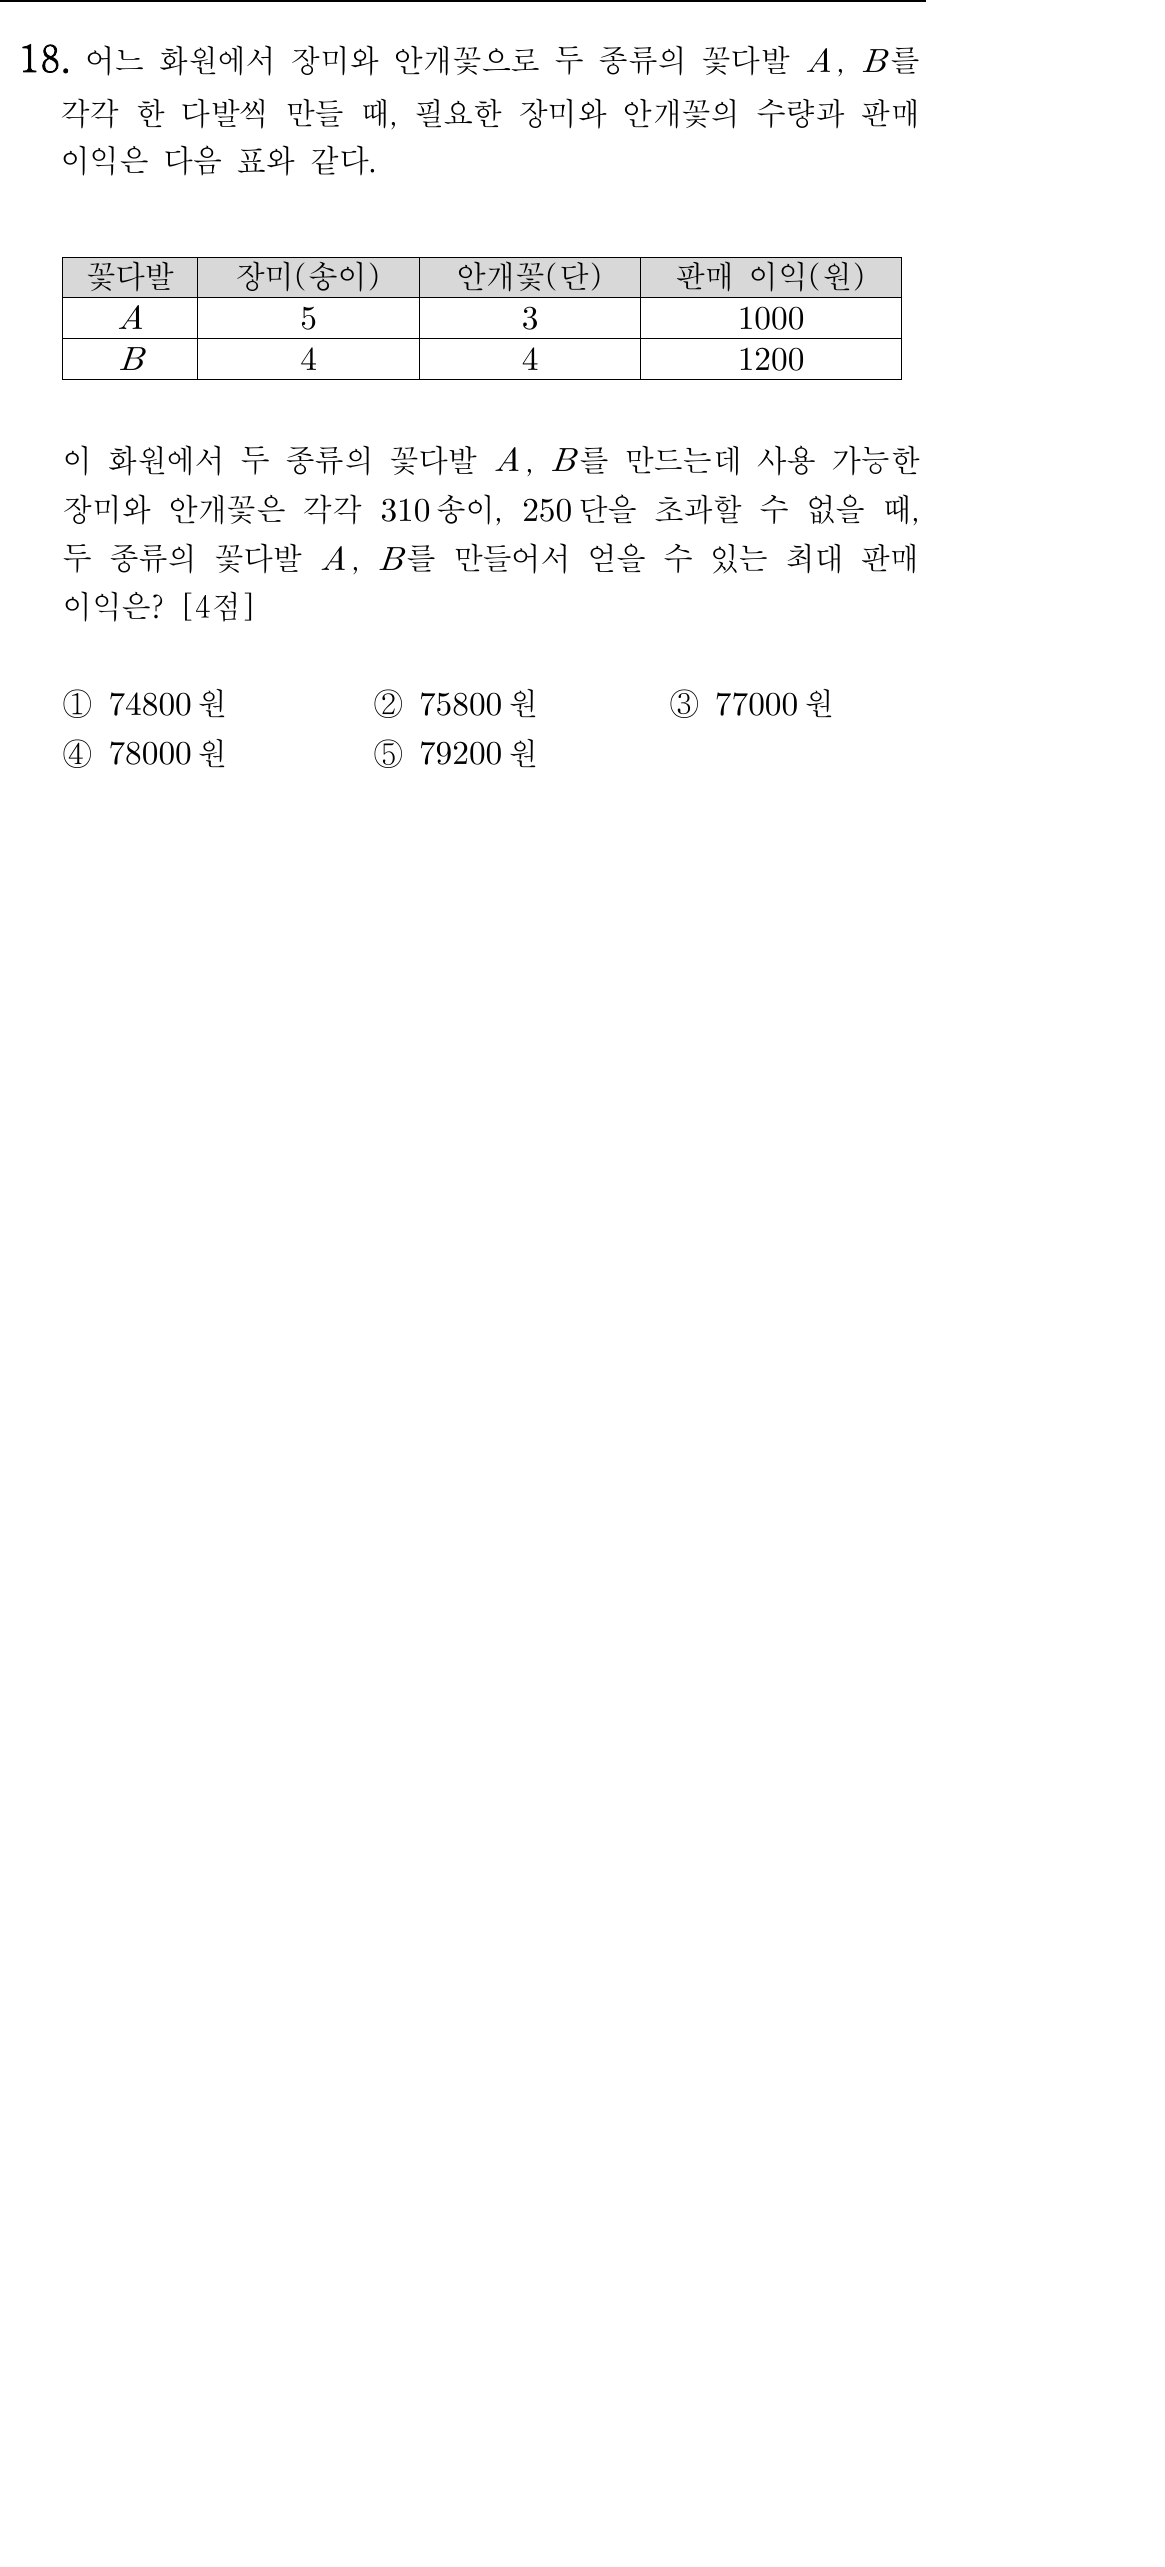 18. 어느 화원에서 장미와 안개꽃으로 두 종류의 꽃다발 A, B를
각각 한 다발씩 만들 때, 필요한 장미와 안개꽃의 수량과 판매
이익은 다음 표와 같다.
꽃다발 장미(송이) 안개꽃(단) 판매 이익(원)
A 5 3 1000
B 4 4 1200
이 화원에서 두 종류의 꽃다발 A, B를 만드는데 사용 가능한
장미와 안개꽃은 각각 310송이, 250단을 초과할 수 없을 때,
두 종류의 꽃다발 A, B를 만들어서 얻을 수 있는 최대 판매
이익은? [4점]
① 74800원 ② 75800원 ③ 77000원
④ 78000원 ⑤ 79200원